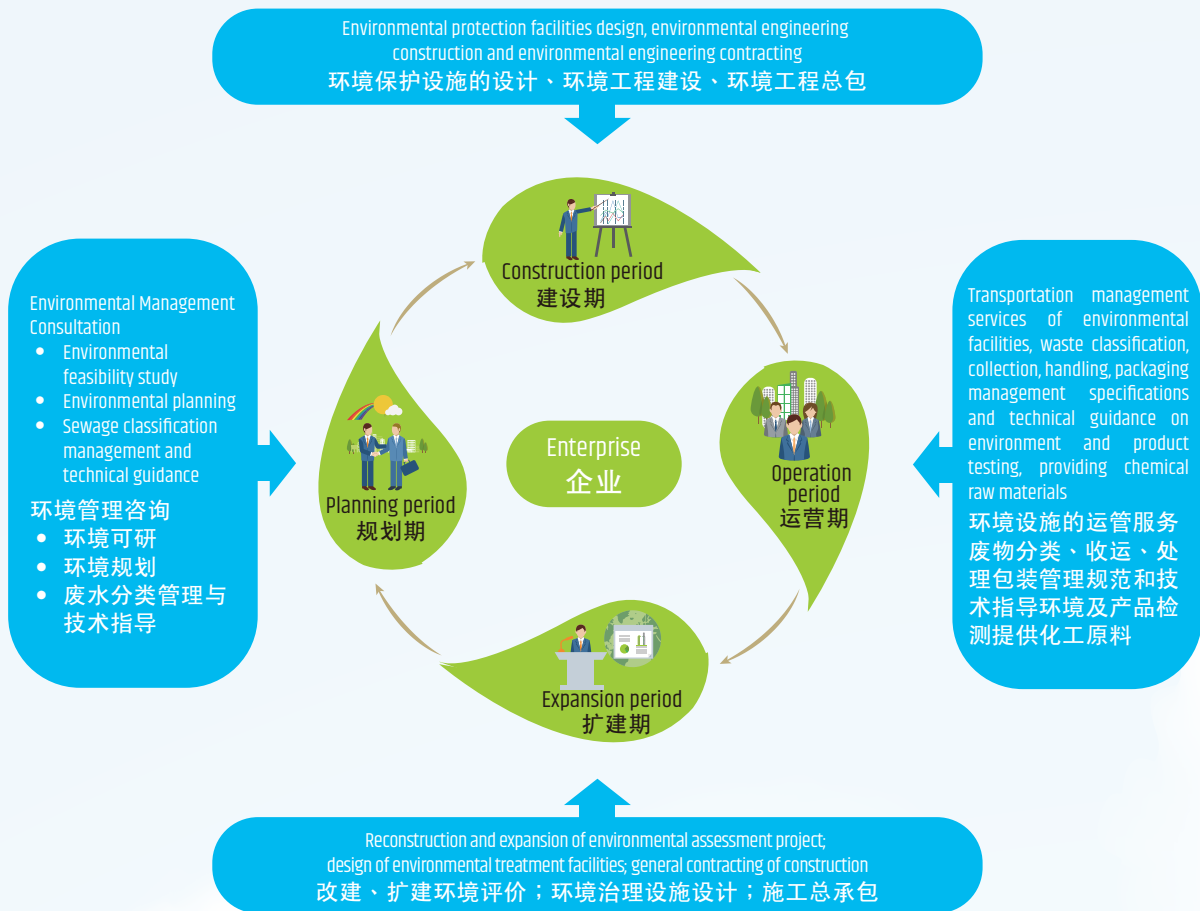 Environmental protection facilities design, environmental engineering
construction and environmental engineering contracting
环境保护设施的设计、环境工程建设、环境工程总包
Construction period
建设期
Environmental Management
Consultation
• Environmental
feasibility study
• Environmental planning
• Sewage classification
management and
technical guidance
环境管理咨询
• 环境可研
• 环境规划
• 废水分类管理与
技术指导
Planning period
规划期
Enterprise
企业
Operation
period
运营期
Transportation management
services of environmental
facilities, waste classification,
collection, handling, packaging
management specifications
and technical guidance on
environment and product
testing, providing chemical
raw materials
环境设施的运管服务
废物分类、收运、处
理包装管理规范和技
术指导环境及产品检
测提供化工原料
Expansion period
扩建期
Reconstruction and expansion of environmental assessment project;
design of environmental treatment facilities; general contracting of construction
改建、扩建环境评价；环境治理设施设计；施工总承包